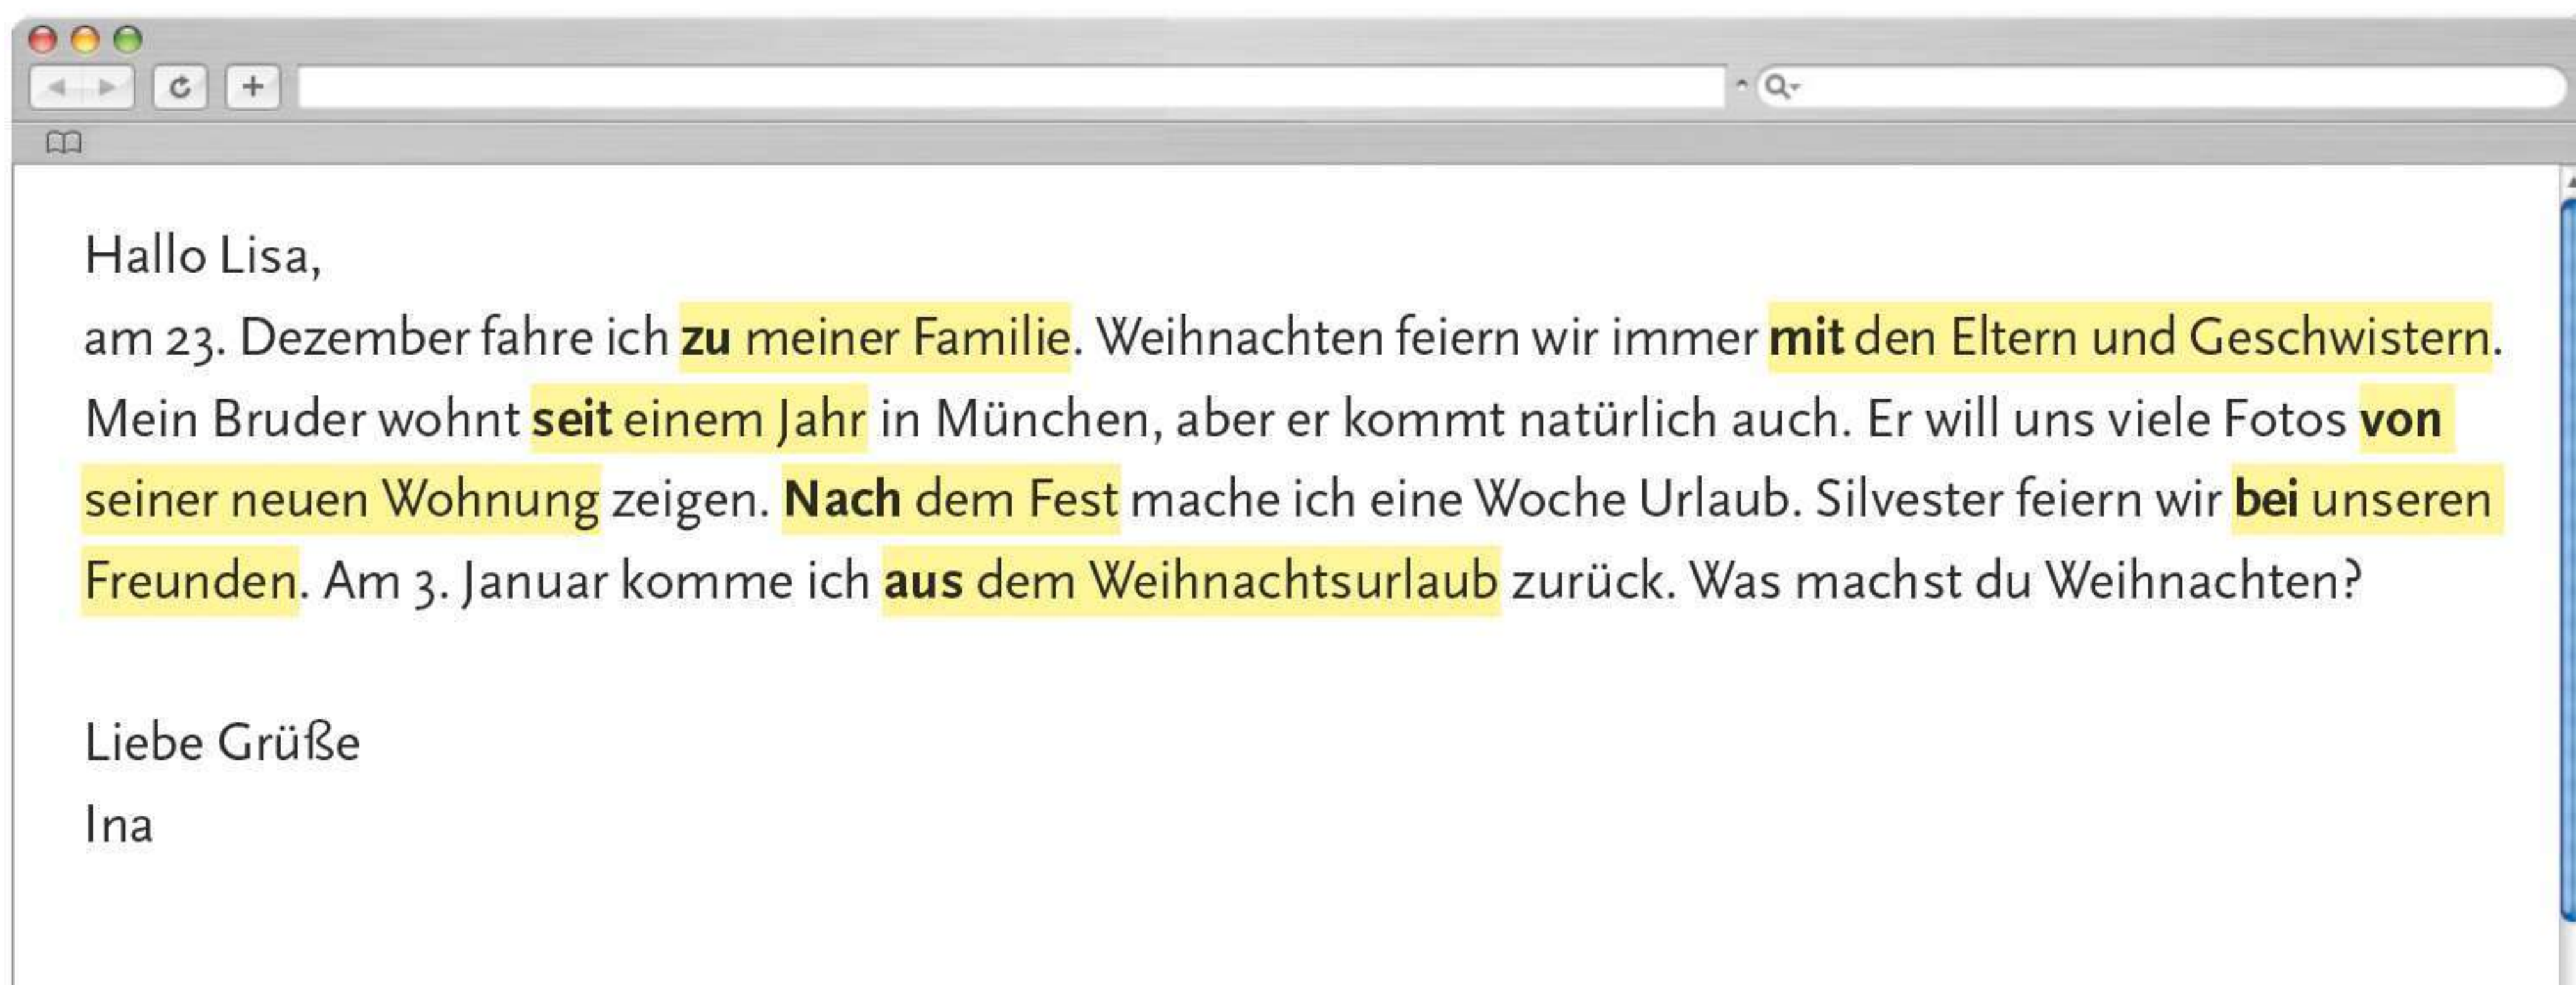 Hallo Lisa,
am 23. Dezember fahre ich zu meiner Familie. Weihnachten feiern wir immer mit den Eltern und Geschwistern.
Mein Bruder wohnt seit einem Jahr in München, aber er kommt natürlich auch. Er will uns viele Fotos von
seiner neuen Wohnung zeigen. Nach dem Fest mache ich eine Woche Urlaub. Silvester feiern wir bei unseren
Freunden. Am 3. Januar komme ich aus dem Weihnachtsurlaub zurück. Was machst du Weihnachten?
Liebe Grüße
Ina